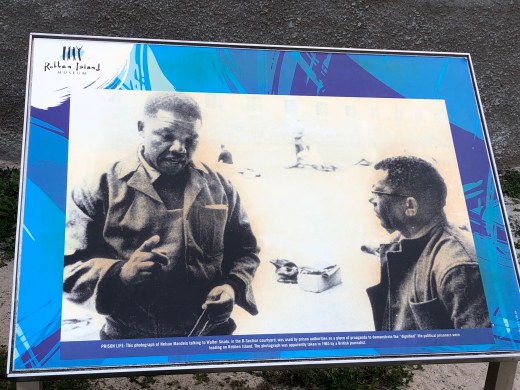 Robben Island
MUSEUM
PRISON LIFE: This photograph of Nelson Mandela talking to Walter Sisulu, in the B Section courtyard, was used by prison authorities as a piece of propaganda to demonstrate the "dignified" life political prisoners were
leading on Robben Island. The photograph was apparently taken in 1965 by a British journalist.